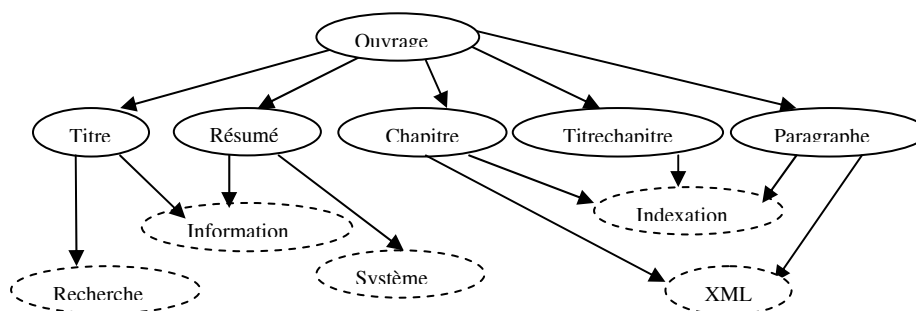 Ouvrage
Titre
Résumé
Chapitre
Titrechapitre
Paragraphe
Information
Indexation
Recherche
Système
XML